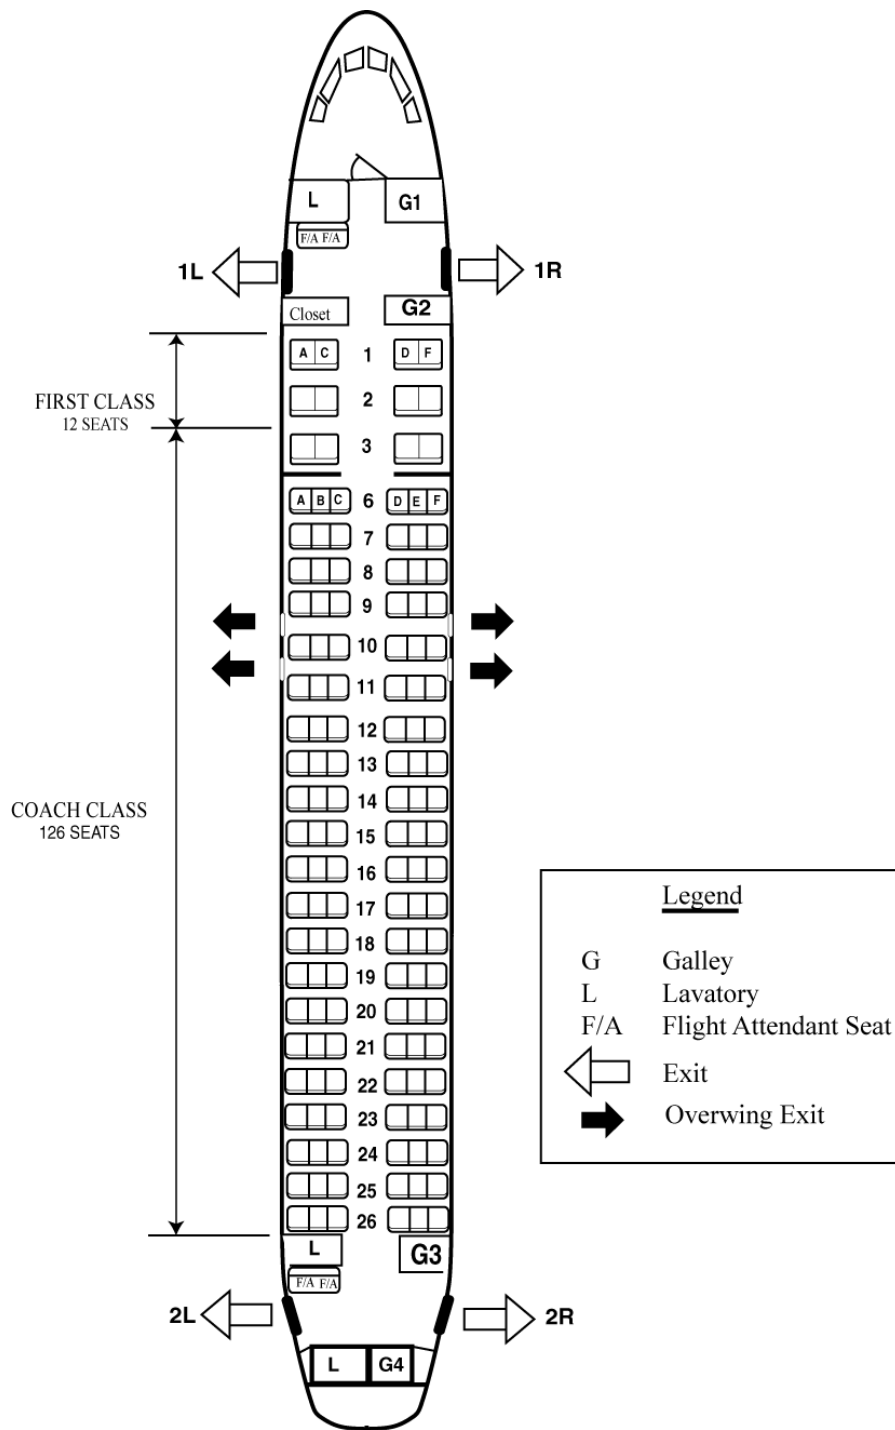 L
G1
F/A F/A
1L
1R
Closet
G2
A C
1
D F
FIRST CLASS
12 SEATS
2
3
A B C
6
D E F
7
8
9
10
11
12
13
14
COACH CLASS
126 SEATS
15
16
17
18
19
20
21
22
23
24
25
26
L
G3
F/A F/A
2L
2R
L
G4
Legend
G Galley
L Lavatory
F/A Flight Attendant Seat
Exit
Overwing Exit